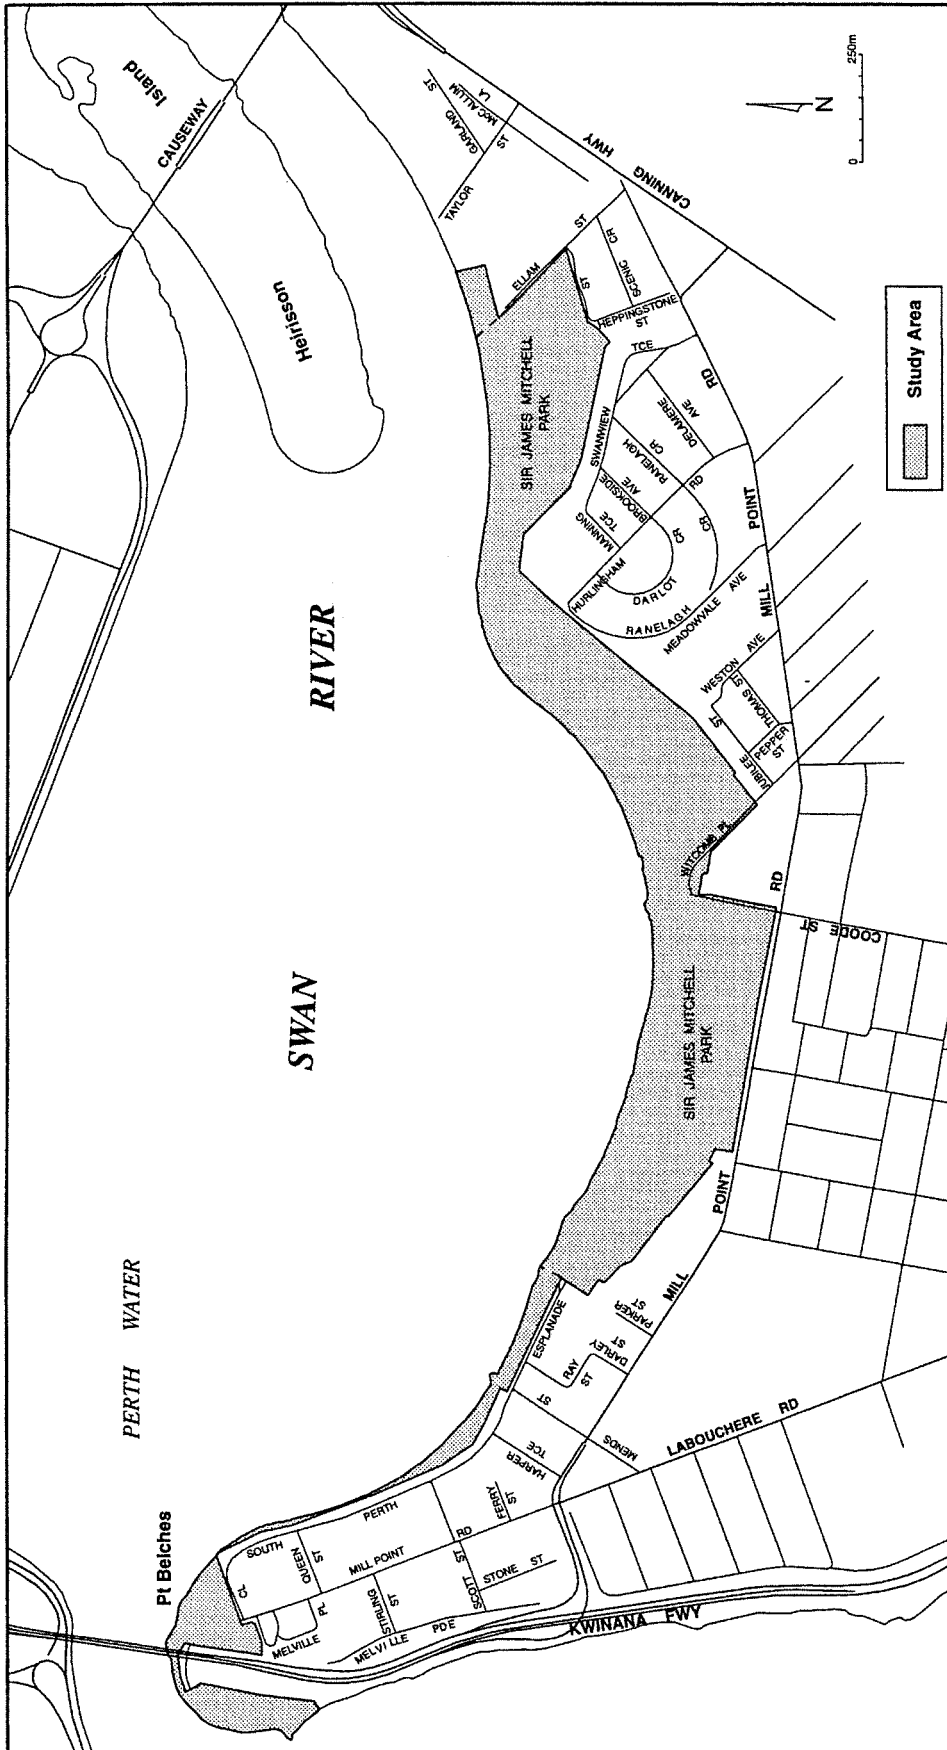 Pt Belches
PERTH WATER
SWAN
RIVER
Heirisson
Island
CAUSEWAY
SIR JAMES MITCHELL
PARK
SIR JAMES MITCHELL
PARK
SOUTH
PERTH
CL
QUEEN
ST
MILL POINT
RD
PL
STIRLING
ST
MELVILLE
MELVILLE PDE
SCOTT ST
STONE ST
KWINANA FWY
FERRY
ST
HARPER
TCE
MENDS
ST
LABOUCHERE RD
ESPLANADE
RAY
ST
DARLEY
ST
PARKER
ST
MILL
POINT
RD
COODE ST
WITCOMB PL
JUBILEE
ST
PEPPER
ST
THOMAS ST
WESTON AVE
MEADOWVALE AVE
RANELAGH
CR
DARLOT
CR
HURLINGHAM
RD
MANNING
TCE
BROOKSIDE
AVE
RANELAGH
CR
DELAMERE
AVE
SWANVIEW
TCE
HEPPINGSTONE
ST
ST
SCENIC CR
ELLAM
ST
MILL
POINT
RD
TAYLOR
ST
GARLAND
ST
McCALLUM
LA
CANNING HWY
N
0
250m
Study Area